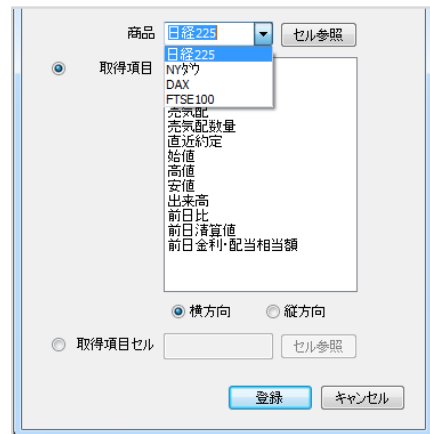 商品 日経225 セル参照
日経225
取得項目 NYダウ
DAX
FTSE100
売気配
売気配数量
直近約定
始値
高値
安値
出来高
前日比
前日清算値
前日金利・配当相当額
横方向 縦方向
取得項目セル セル参照
登録 キャンセル